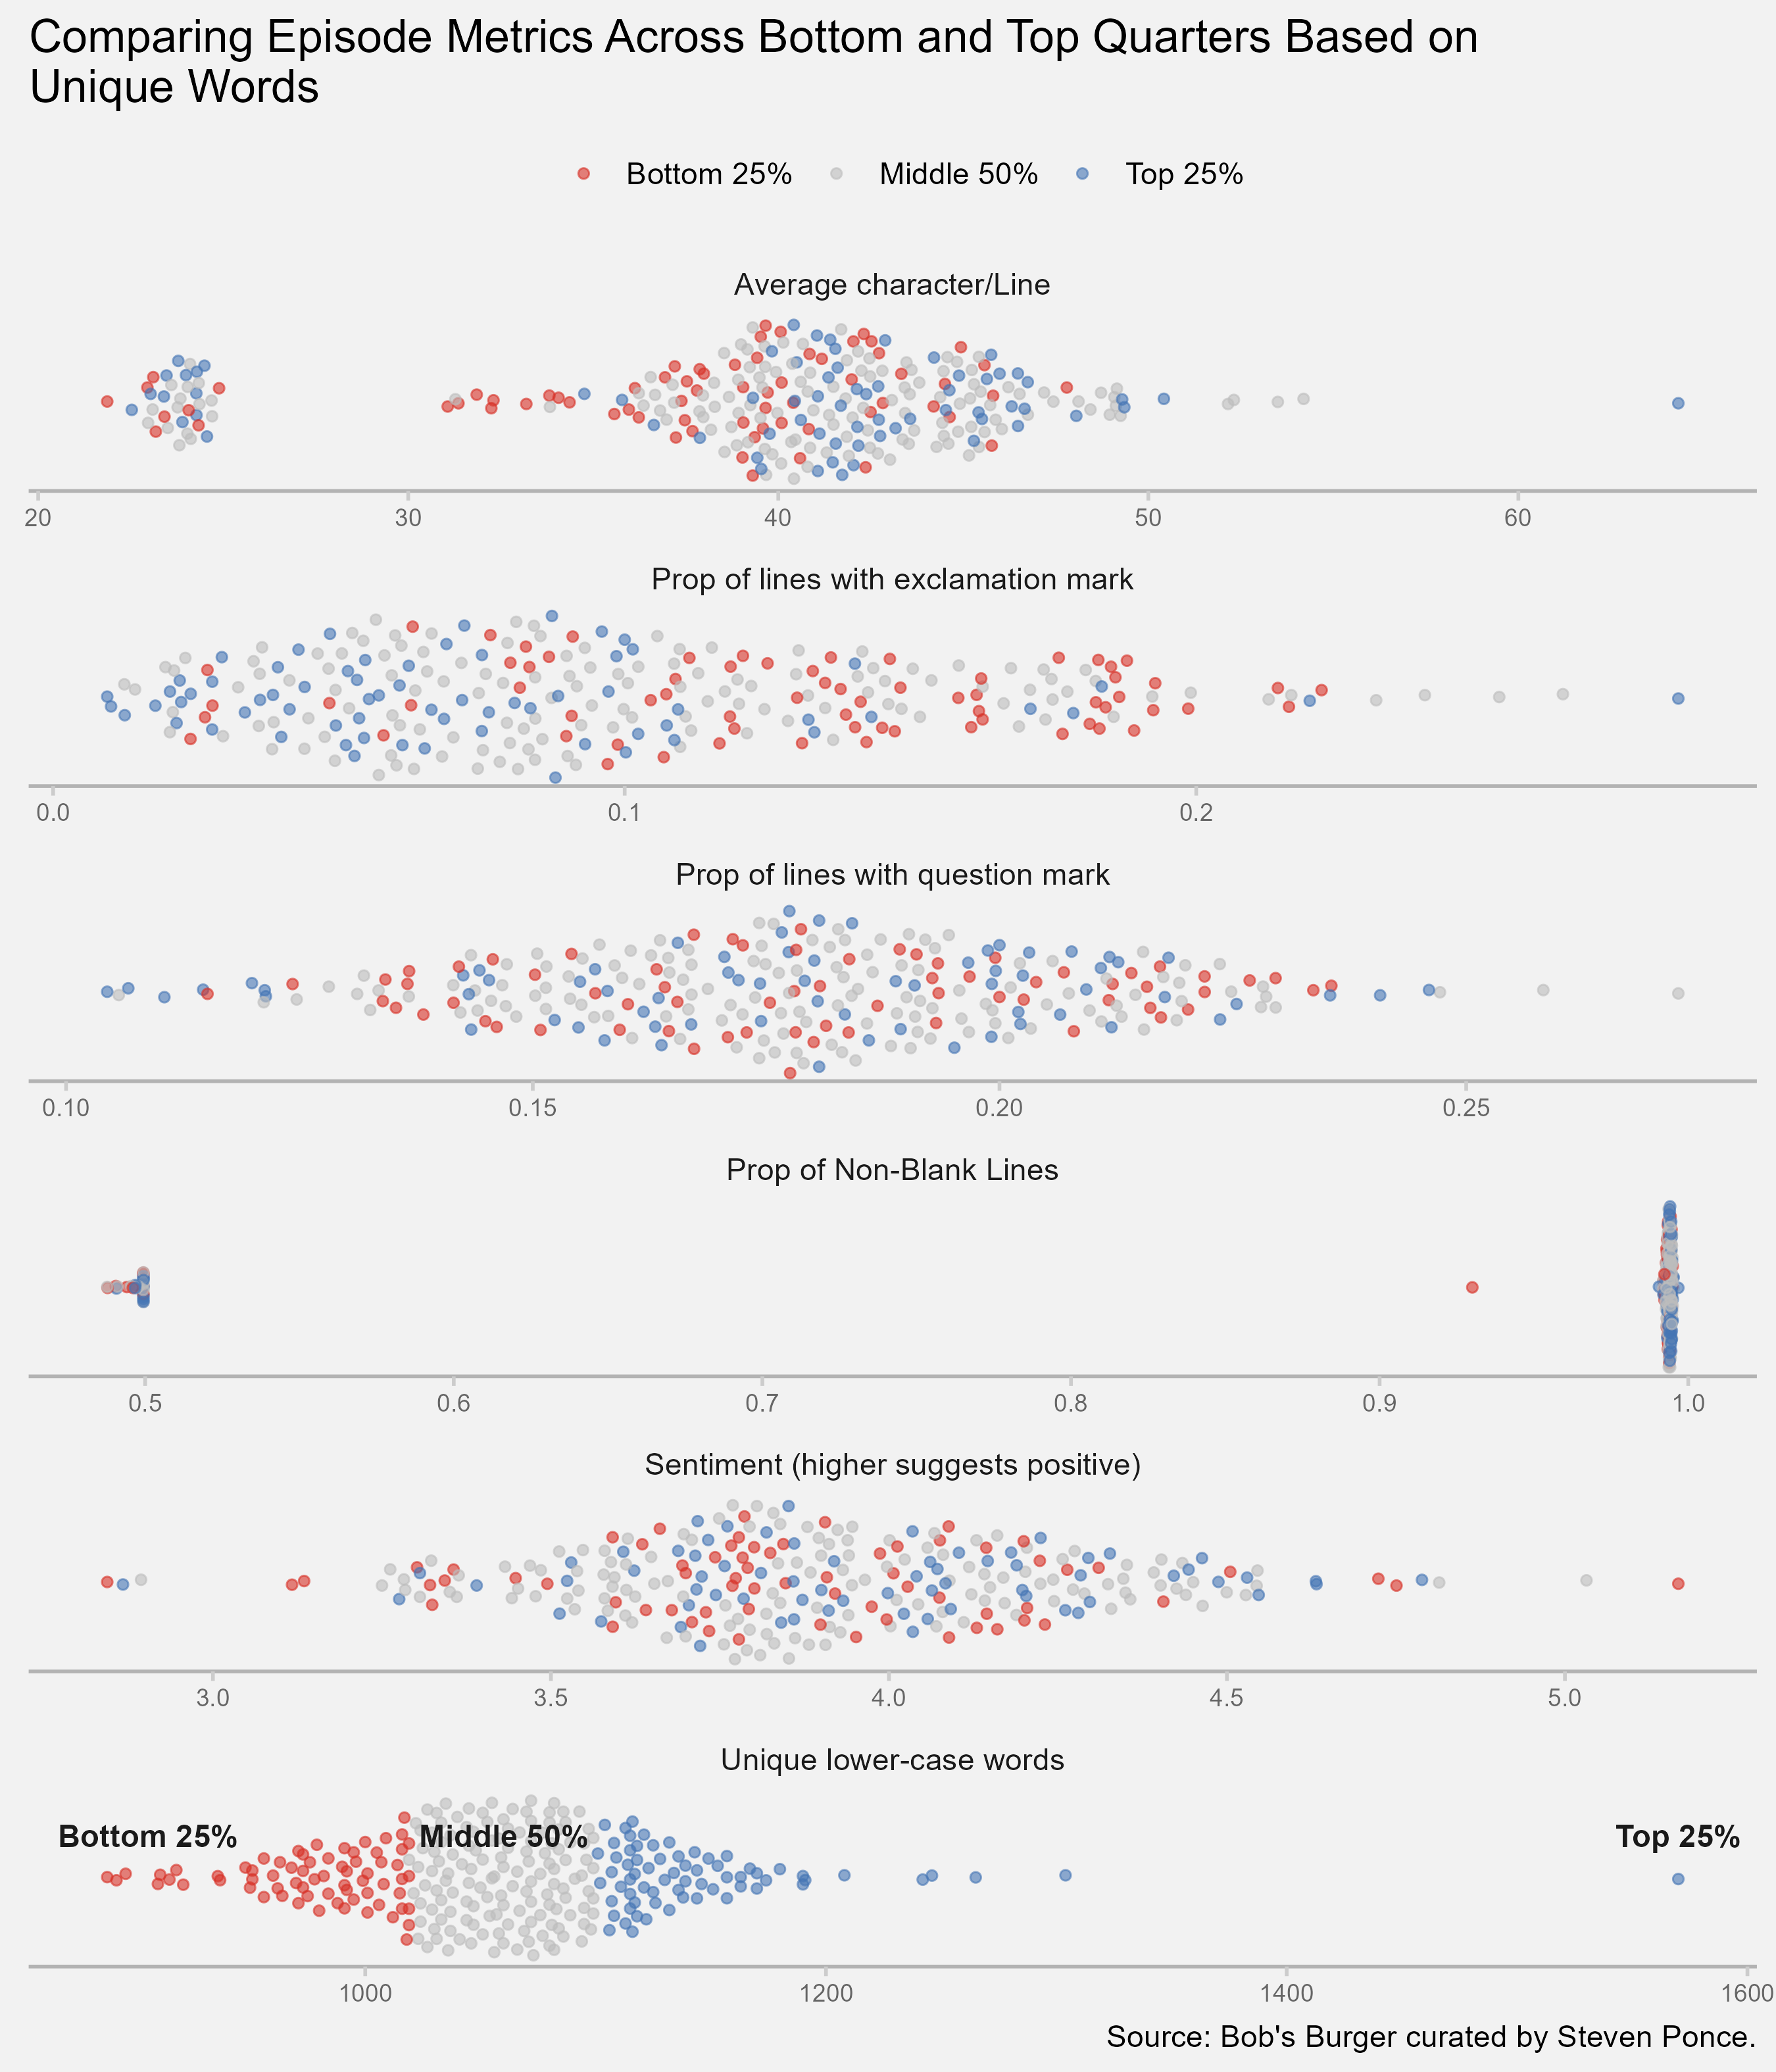 Comparing Episode Metrics Across Bottom and Top Quarters Based on
Unique Words
Bottom 25% Middle 50% Top 25%
Average character/Line
20 30 40 50 60
Prop of lines with exclamation mark
0.0 0.1 0.2
Prop of lines with question mark
0.10 0.15 0.20 0.25
Prop of Non-Blank Lines
0.5 0.6 0.7 0.8 0.9 1.0
Sentiment (higher suggests positive)
3.0 3.5 4.0 4.5 5.0
Unique lower-case words
Bottom 25% Middle 50% Top 25%
1000 1200 1400 1600
Source: Bob's Burger curated by Steven Ponce.